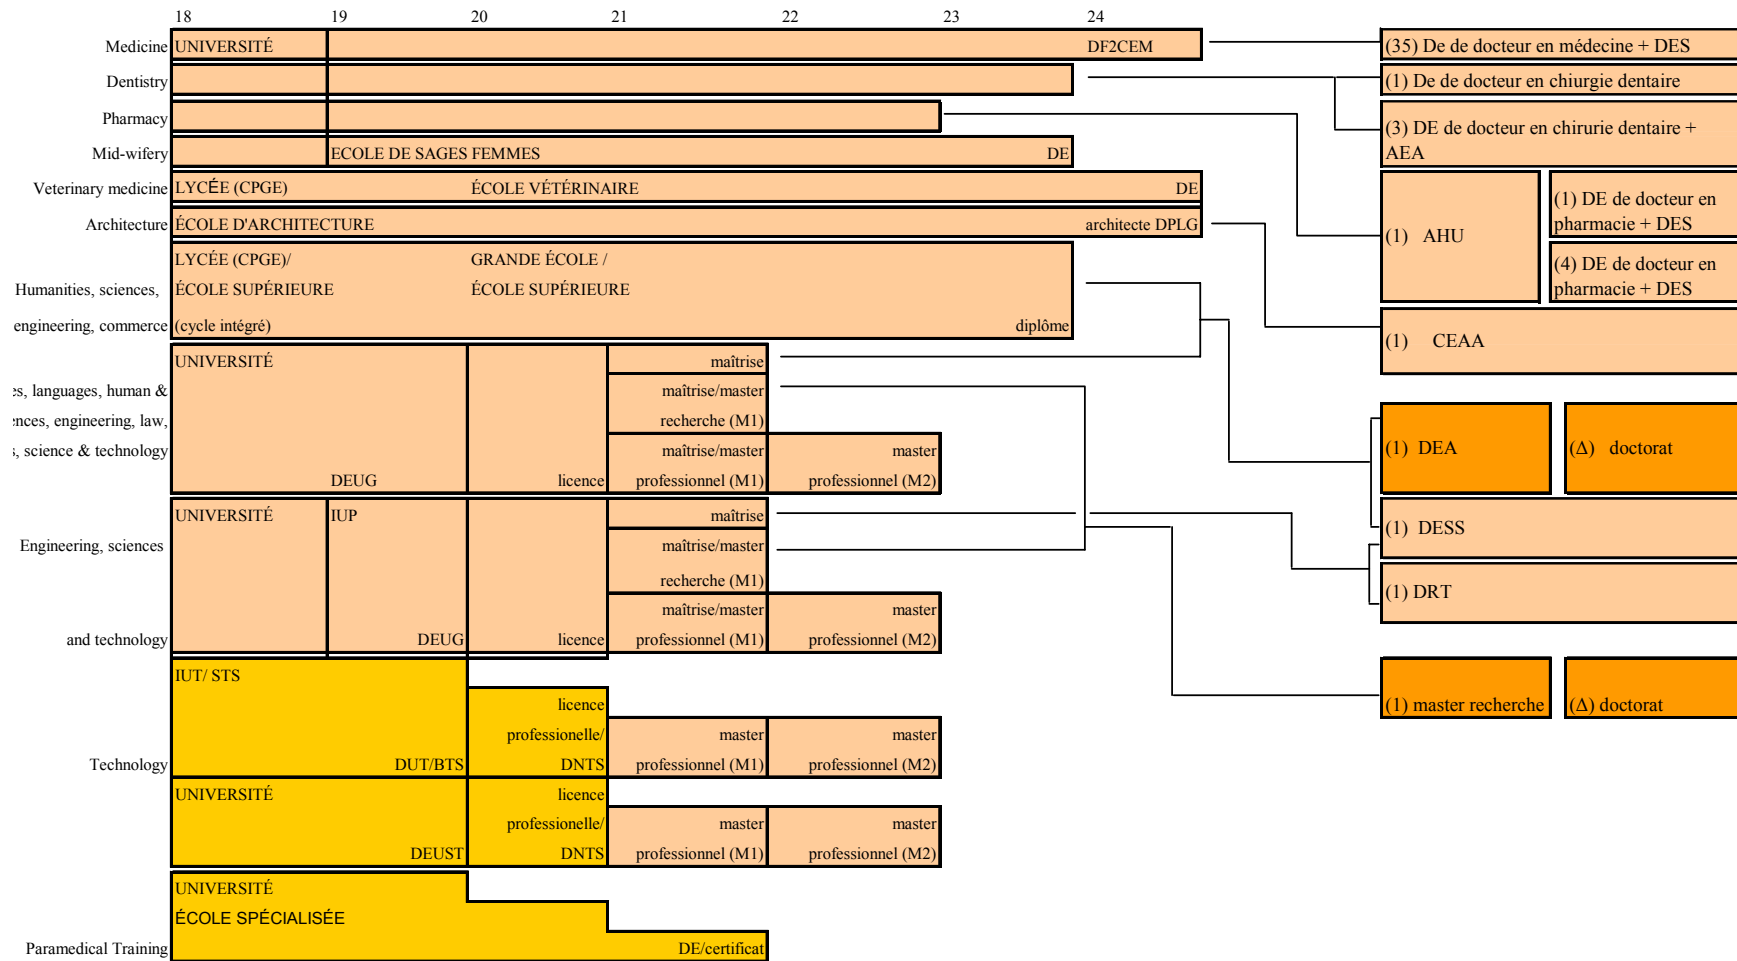 18 19 20 21 22 23 24
Medicine UNIVERSITÉ DF2CEM (35) De de docteur en médecine + DES
Dentistry (1) De de docteur en chiurgie dentaire
Pharmacy (3) DE de docteur en chirurie dentaire +
AEA
Mid-wifery ECOLE DE SAGES FEMMES DE
Veterinary medicine LYCÉE (CPGE) ÉCOLE VÉTÉRINAIRE DE
(1) DE de docteur en
pharmacie + DES
Architecture ÉCOLE D'ARCHITECTURE architecte DPLG
(1) AHU
LYCÉE (CPGE)/ GRANDE ÉCOLE /
(4) DE de docteur en
pharmacie + DES
Humanities, sciences, ÉCOLE SUPÉRIEURE ÉCOLE SUPÉRIEURE
engineering, commerce (cycle intégré) diplôme
(1) CEAA
UNIVERSITÉ maîtrise
es, languages, human & maîtrise/master
ences, engineering, law, recherche (M1)
s, science & technology maîtrise/master master
(1) DEA (Δ) doctorat
DEUG licence professionnel (M1) professionnel (M2)
UNIVERSITÉ IUP maîtrise
(1) DESS
Engineering, sciences maîtrise/master
recherche (M1)
(1) DRT
maîtrise/master master
and technology DEUG licence professionnel (M1) professionnel (M2)
IUT/ STS
licence
(1) master recherche (Δ) doctorat
professionelle/ master master
Technology DUT/BTS DNTS professionnel (M1) professionnel (M2)
UNIVERSITÉ licence
professionelle/ master master
DEUST DNTS professionnel (M1) professionnel (M2)
UNIVERSITÉ
ÉCOLE SPÉCIALISÉE
Paramedical Training DE/certificat